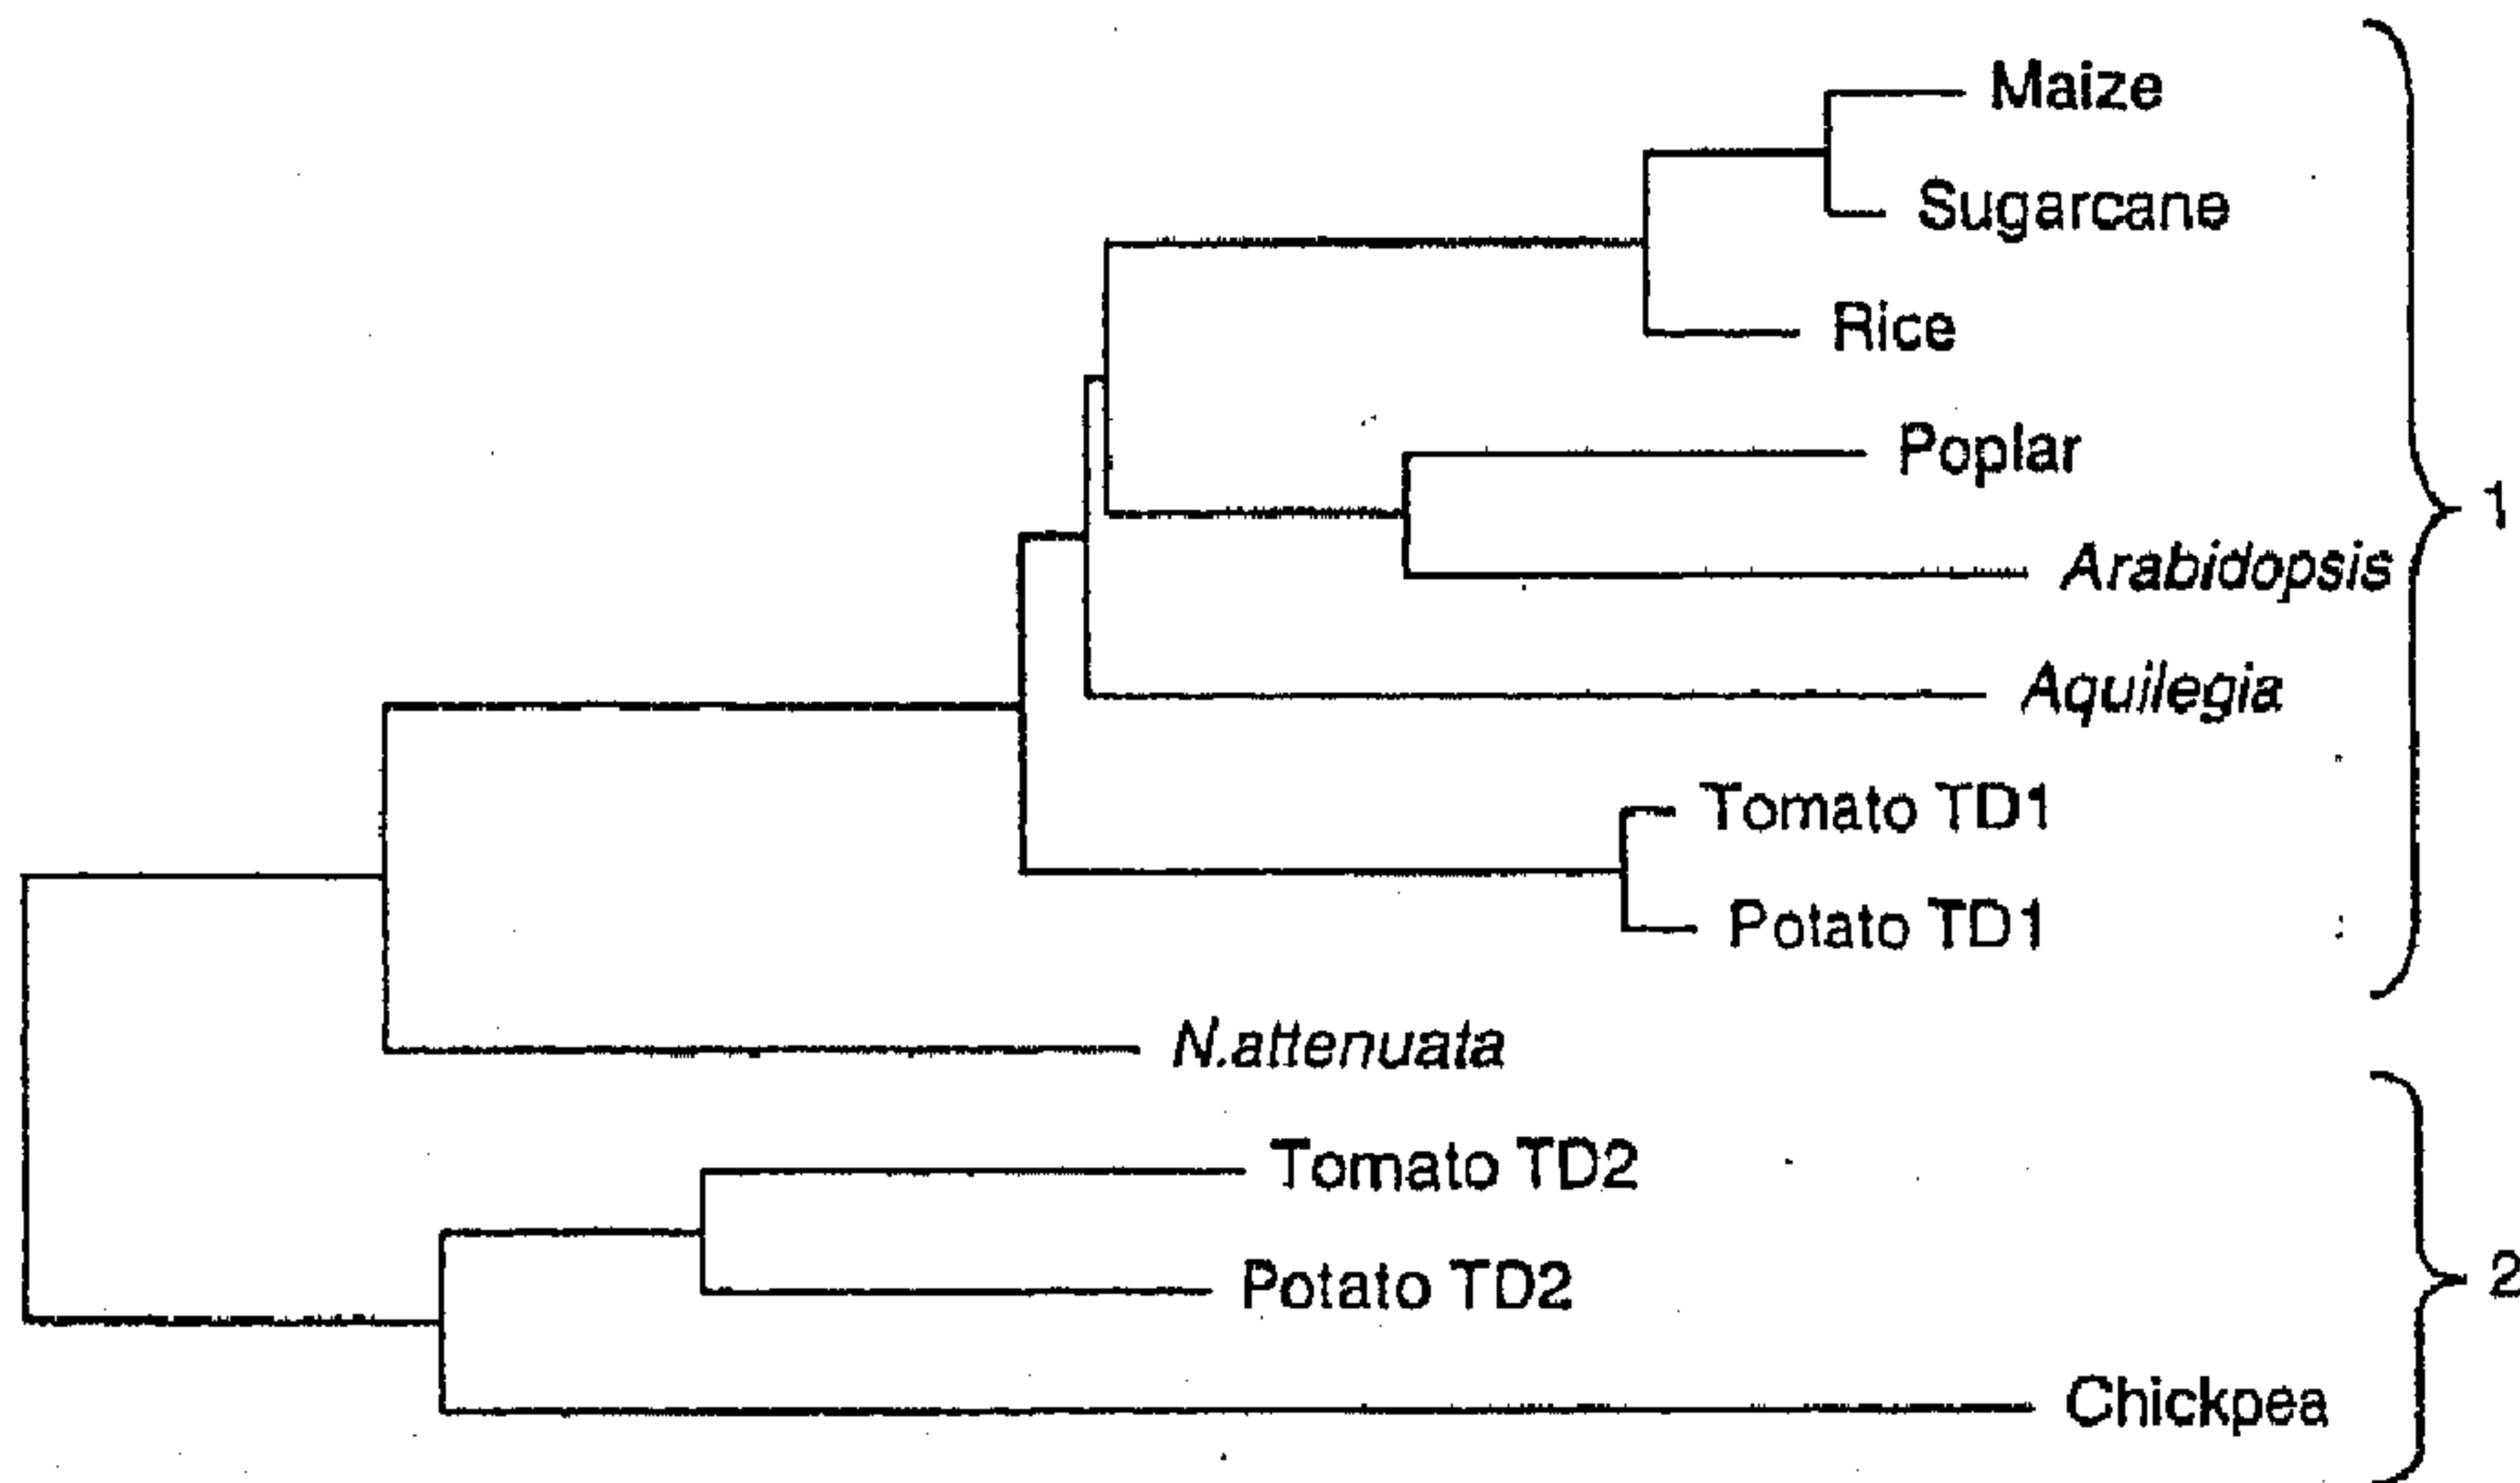 Maize
Sugarcane
Rice
Poplar
1
Arabidopsis
Aquilegia
Tomato TD1
Potato TD1
N.attenuata
Tomato TD2
Potato TD2
2
Chickpea